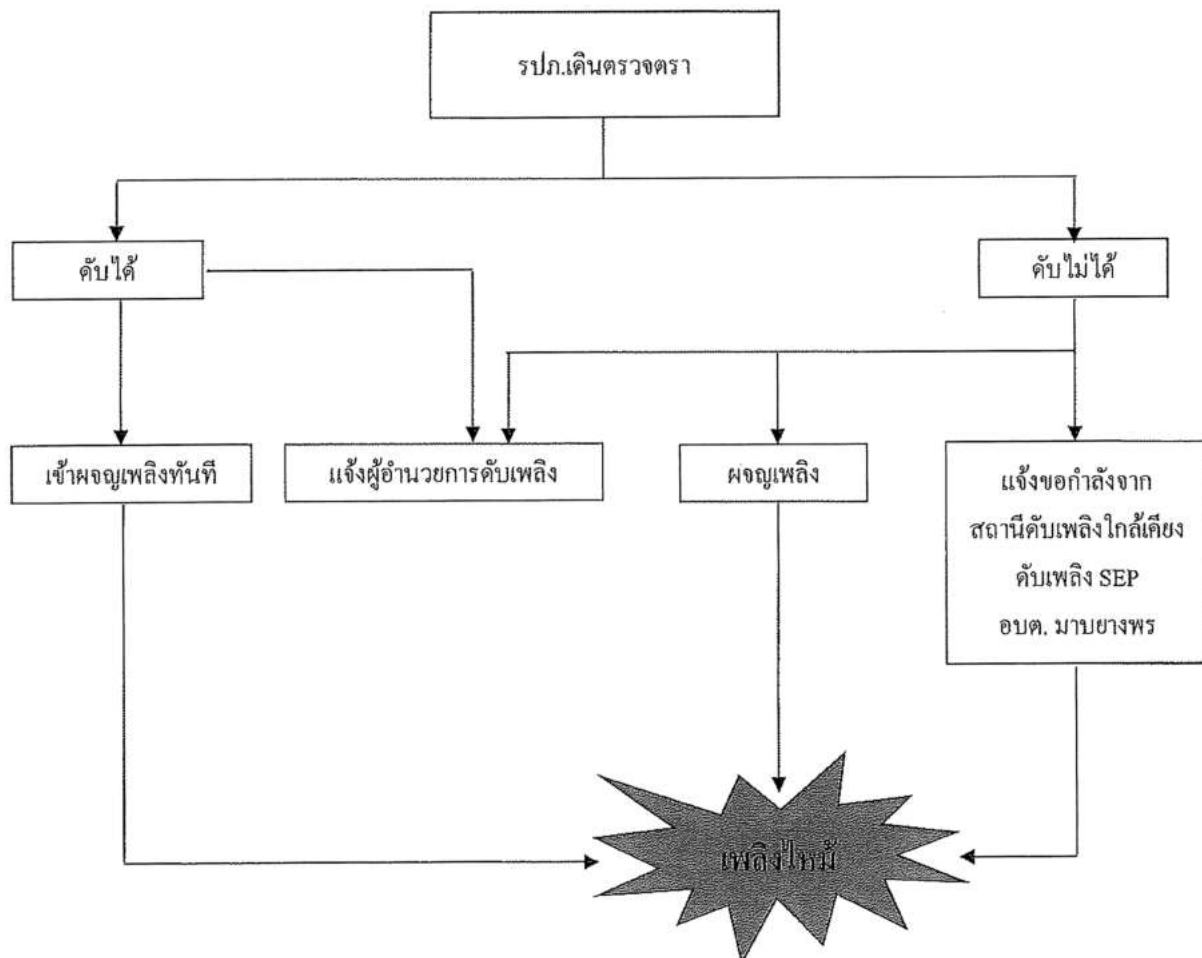 รปภ.เดินตรวจตรา
ดับได้
ดับไม่ได้
เข้าผจญเพลิงทันที
แจ้งผู้อำนวยการดับเพลิง
ผจญเพลิง
แจ้งขอกำลังจาก
สถานีดับเพลิงใกล้เคียง
ดับเพลิง SEP
อบต. มาบยางพร
เพลิงไหม้